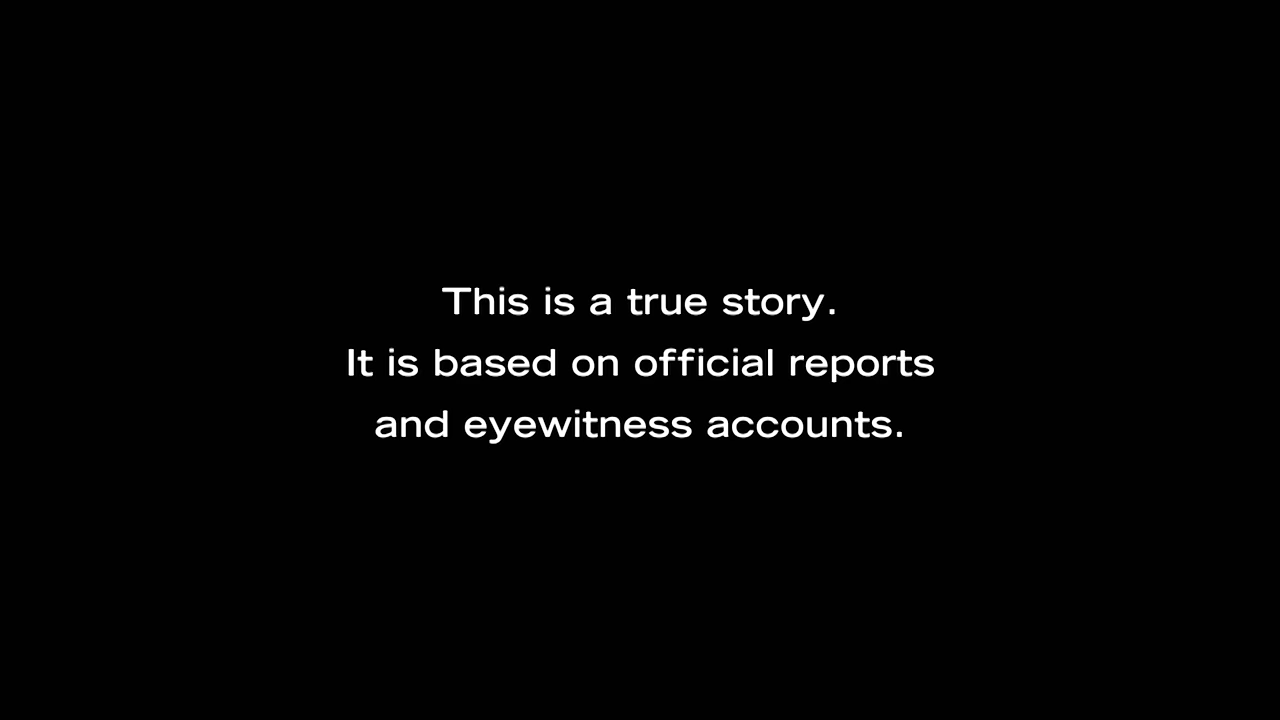 This is a true story.
It is based on official reports
and eyewitness accounts.